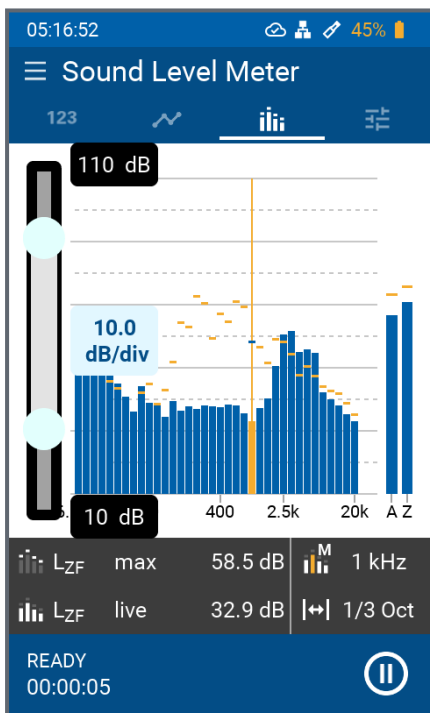 05:16:52 45%
Sound Level Meter
123
110 dB
10.0
dB/div
10 dB
400 2.5k 20k A Z
LZF max 58.5 dB M 1 kHz
LZF live 32.9 dB 1/3 Oct
READY
00:00:05